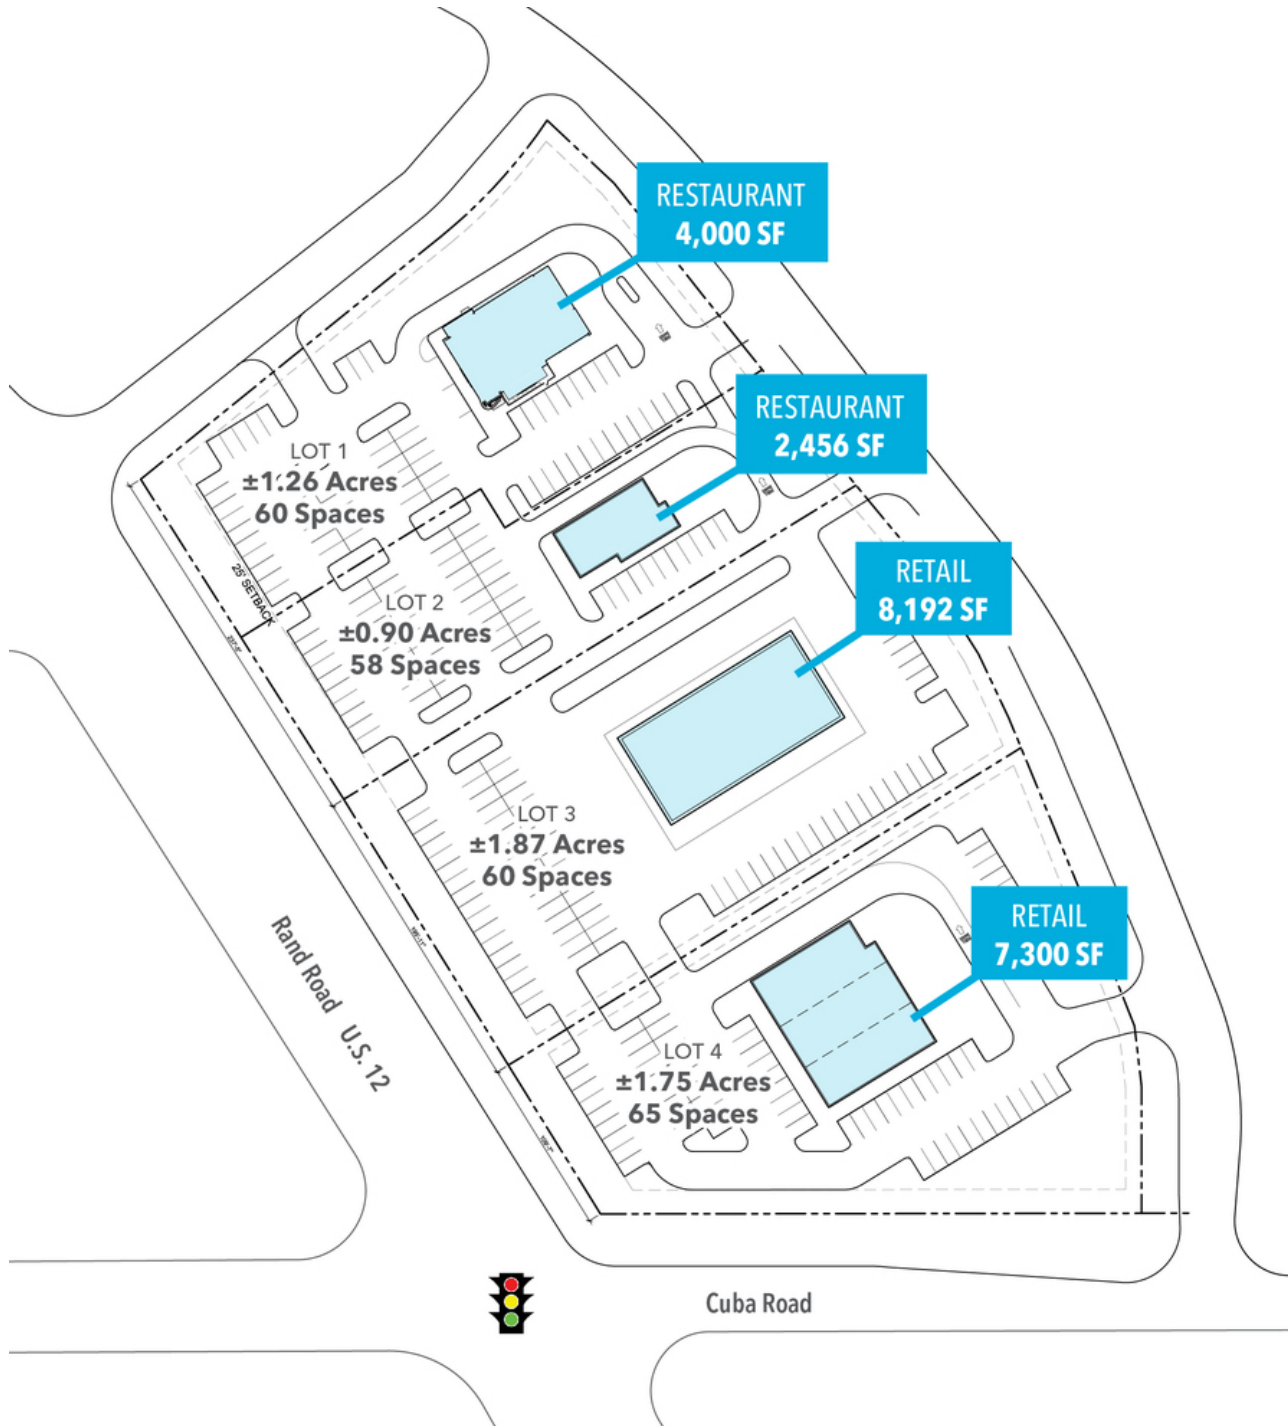 RESTAURANT
4,000 SF
RESTAURANT
2,456 SF
LOT 1
±1.26 Acres
60 Spaces
RETAIL
8,192 SF
25' SETBACK
LOT 2
±0.90 Acres
58 Spaces
LOT 3
±1.87 Acres
60 Spaces
RETAIL
7,300 SF
Rand Road U.S. 12
LOT 4
±1.75 Acres
65 Spaces
Cuba Road